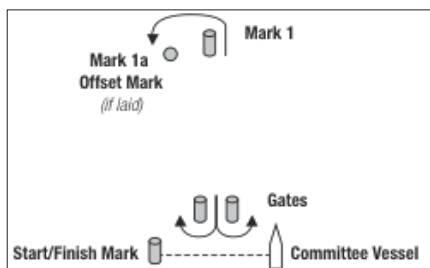 Mark 1
Mark 1a
Offset Mark
(if laid)
Gates
Start/Finish Mark
Committee Vessel